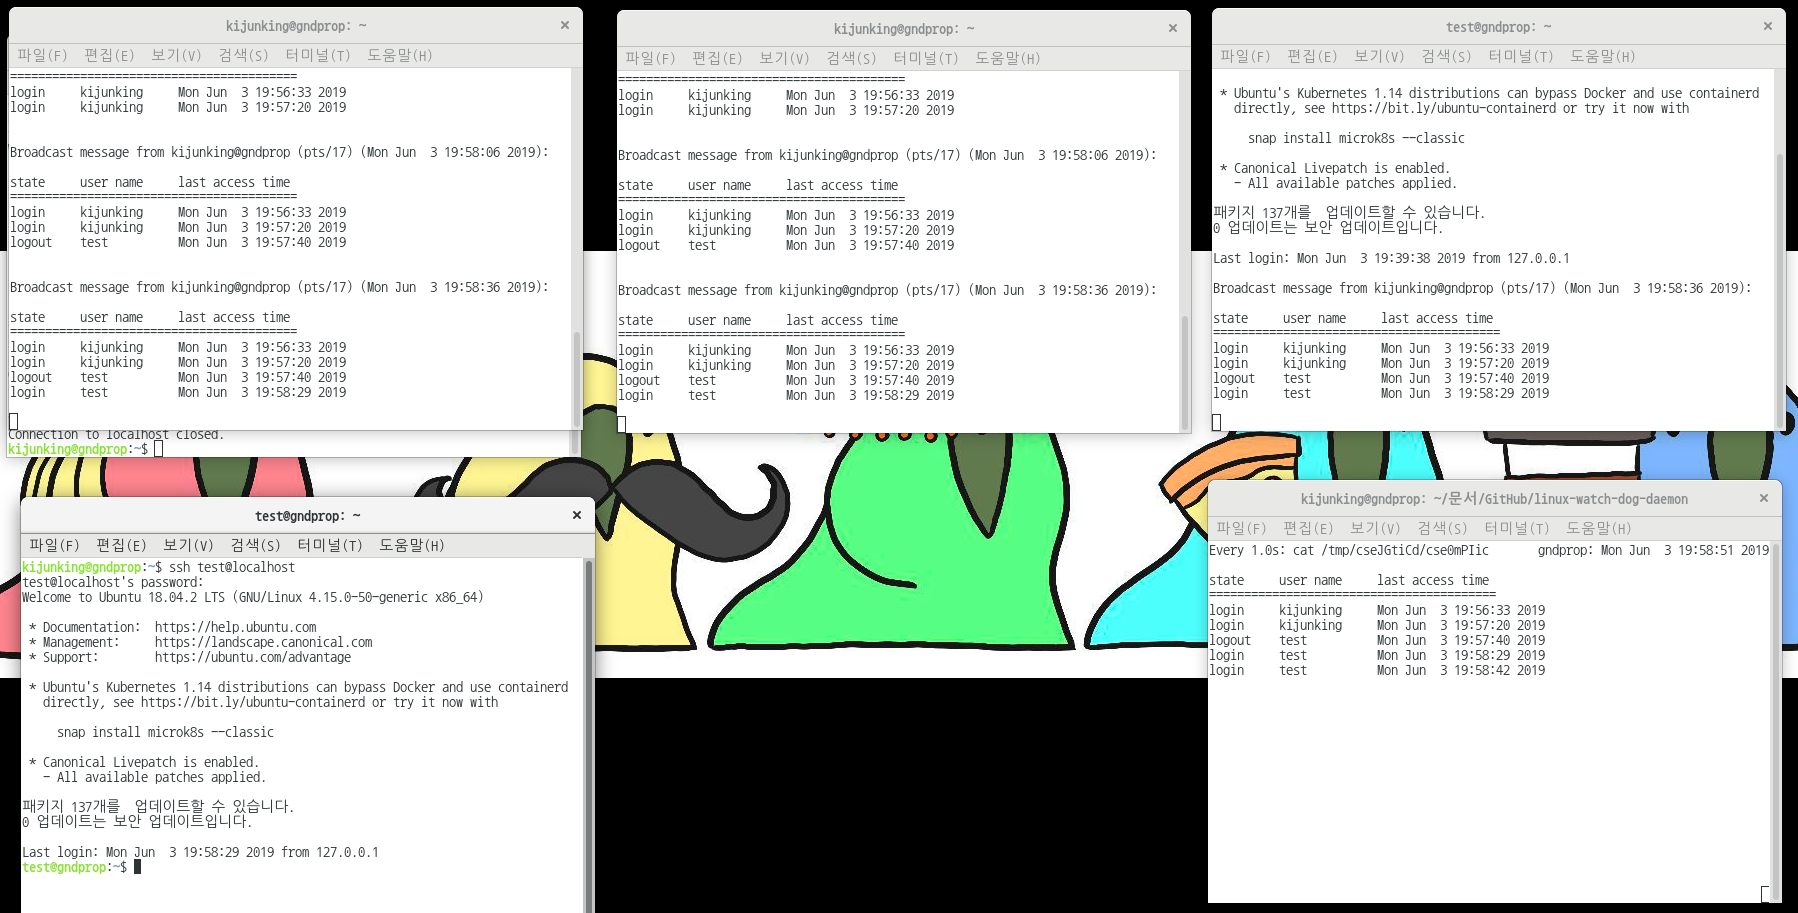 kijunking@gndprop: ~
파일(F) 편집(E) 보기(V) 검색(S) 터미널(T) 도움말(H)
=========================================
login     kijunking     Mon Jun  3 19:56:33 2019
login     kijunking     Mon Jun  3 19:57:20 2019
Broadcast message from kijunking@gndprop (pts/17) (Mon Jun  3 19:58:06 2019):
state     user name     last access time
=========================================
login     kijunking     Mon Jun  3 19:56:33 2019
login     kijunking     Mon Jun  3 19:57:20 2019
logout    test          Mon Jun  3 19:57:40 2019
Broadcast message from kijunking@gndprop (pts/17) (Mon Jun  3 19:58:36 2019):
state     user name     last access time
=========================================
login     kijunking     Mon Jun  3 19:56:33 2019
login     kijunking     Mon Jun  3 19:57:20 2019
logout    test          Mon Jun  3 19:57:40 2019
login     test          Mon Jun  3 19:58:29 2019
Connection to localhost closed.
kijunking@gndprop:~$
kijunking@gndprop: ~
파일(F) 편집(E) 보기(V) 검색(S) 터미널(T) 도움말(H)
=========================================
login     kijunking     Mon Jun  3 19:56:33 2019
login     kijunking     Mon Jun  3 19:57:20 2019
Broadcast message from kijunking@gndprop (pts/17) (Mon Jun  3 19:58:06 2019):
state     user name     last access time
=========================================
login     kijunking     Mon Jun  3 19:56:33 2019
login     kijunking     Mon Jun  3 19:57:20 2019
logout    test          Mon Jun  3 19:57:40 2019
Broadcast message from kijunking@gndprop (pts/17) (Mon Jun  3 19:58:36 2019):
state     user name     last access time
=========================================
login     kijunking     Mon Jun  3 19:56:33 2019
login     kijunking     Mon Jun  3 19:57:20 2019
logout    test          Mon Jun  3 19:57:40 2019
login     test          Mon Jun  3 19:58:29 2019
test@gndprop: ~
파일(F) 편집(E) 보기(V) 검색(S) 터미널(T) 도움말(H)
* Ubuntu's Kubernetes 1.14 distributions can bypass Docker and use containerd
directly, see https://bit.ly/ubuntu-containerd or try it now with
snap install microk8s --classic
* Canonical Livepatch is enabled.
- All available patches applied.
패키지 137개를  업데이트할 수 있습니다.
0 업데이트는 보안 업데이트입니다.
Last login: Mon Jun  3 19:39:38 2019 from 127.0.0.1
Broadcast message from kijunking@gndprop (pts/17) (Mon Jun  3 19:58:36 2019):
state     user name     last access time
=========================================
login     kijunking     Mon Jun  3 19:56:33 2019
login     kijunking     Mon Jun  3 19:57:20 2019
logout    test          Mon Jun  3 19:57:40 2019
login     test          Mon Jun  3 19:58:29 2019
test@gndprop: ~
파일(F) 편집(E) 보기(V) 검색(S) 터미널(T) 도움말(H)
kijunking@gndprop:~$ ssh test@localhost
test@localhost's password:
Welcome to Ubuntu 18.04.2 LTS (GNU/Linux 4.15.0-50-generic x86_64)
* Documentation:  https://help.ubuntu.com
* Management:     https://landscape.canonical.com
* Support:        https://ubuntu.com/advantage
* Ubuntu's Kubernetes 1.14 distributions can bypass Docker and use containerd
directly, see https://bit.ly/ubuntu-containerd or try it now with
snap install microk8s --classic
* Canonical Livepatch is enabled.
- All available patches applied.
패키지 137개를  업데이트할 수 있습니다.
0 업데이트는 보안 업데이트입니다.
Last login: Mon Jun  3 19:58:29 2019 from 127.0.0.1
test@gndprop:~$
kijunking@gndprop: ~/문서/GitHub/linux-watch-dog-daemon
파일(F) 편집(E) 보기(V) 검색(S) 터미널(T) 도움말(H)
Every 1.0s: cat /tmp/cseJGtiCd/cse0mPIic       gndprop: Mon Jun  3 19:58:51 2019
state     user name     last access time
=========================================
login     kijunking     Mon Jun  3 19:56:33 2019
login     kijunking     Mon Jun  3 19:57:20 2019
logout    test          Mon Jun  3 19:57:40 2019
login     test          Mon Jun  3 19:58:29 2019
login     test          Mon Jun  3 19:58:42 2019